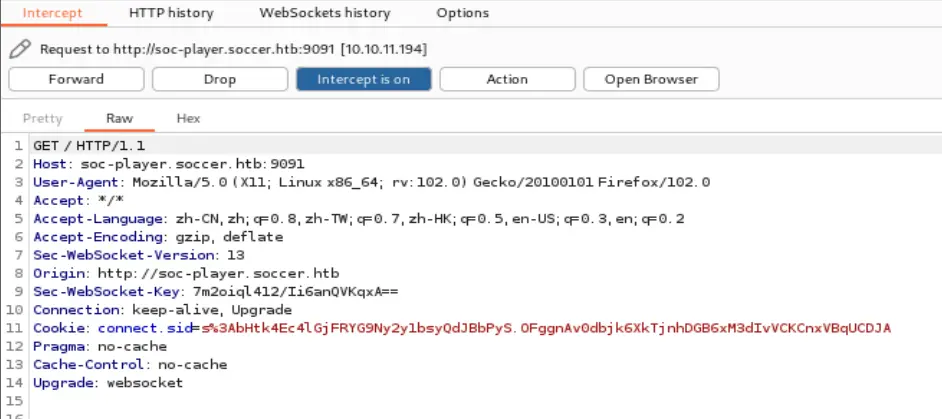 Intercept HTTP history WebSockets history Options
Request to http://soc-player.soccer.htb:9091 [10.10.11.194]
Forward Drop Intercept is on Action Open Browser
Pretty Raw Hex
1 GET / HTTP/1.1
2 Host: soc-player.soccer.htb:9091
3 User-Agent: Mozilla/5.0 (X11; Linux x86_64; rv:102.0) Gecko/20100101 Firefox/102.0
4 Accept: */*
5 Accept-Language: zh-CN,zh;q=0.8,zh-TW;q=0.7,zh-HK;q=0.5,en-US;q=0.3,en;q=0.2
6 Accept-Encoding: gzip, deflate
7 Sec-WebSocket-Version: 13
8 Origin: http://soc-player.soccer.htb
9 Sec-WebSocket-Key: 7m2oiql412/Ii6anQVKqxA==
10 Connection: keep-alive, Upgrade
11 Cookie: connect.sid=s%3AbHtk4Ec4lGjFRYG9Ny2y1bsyQdJBbPyS.OFggnAv0dbjk6XkTjnhDGB6xM3dIvVCKCnxVBqUCDJA
12 Pragma: no-cache
13 Cache-Control: no-cache
14 Upgrade: websocket
15
16